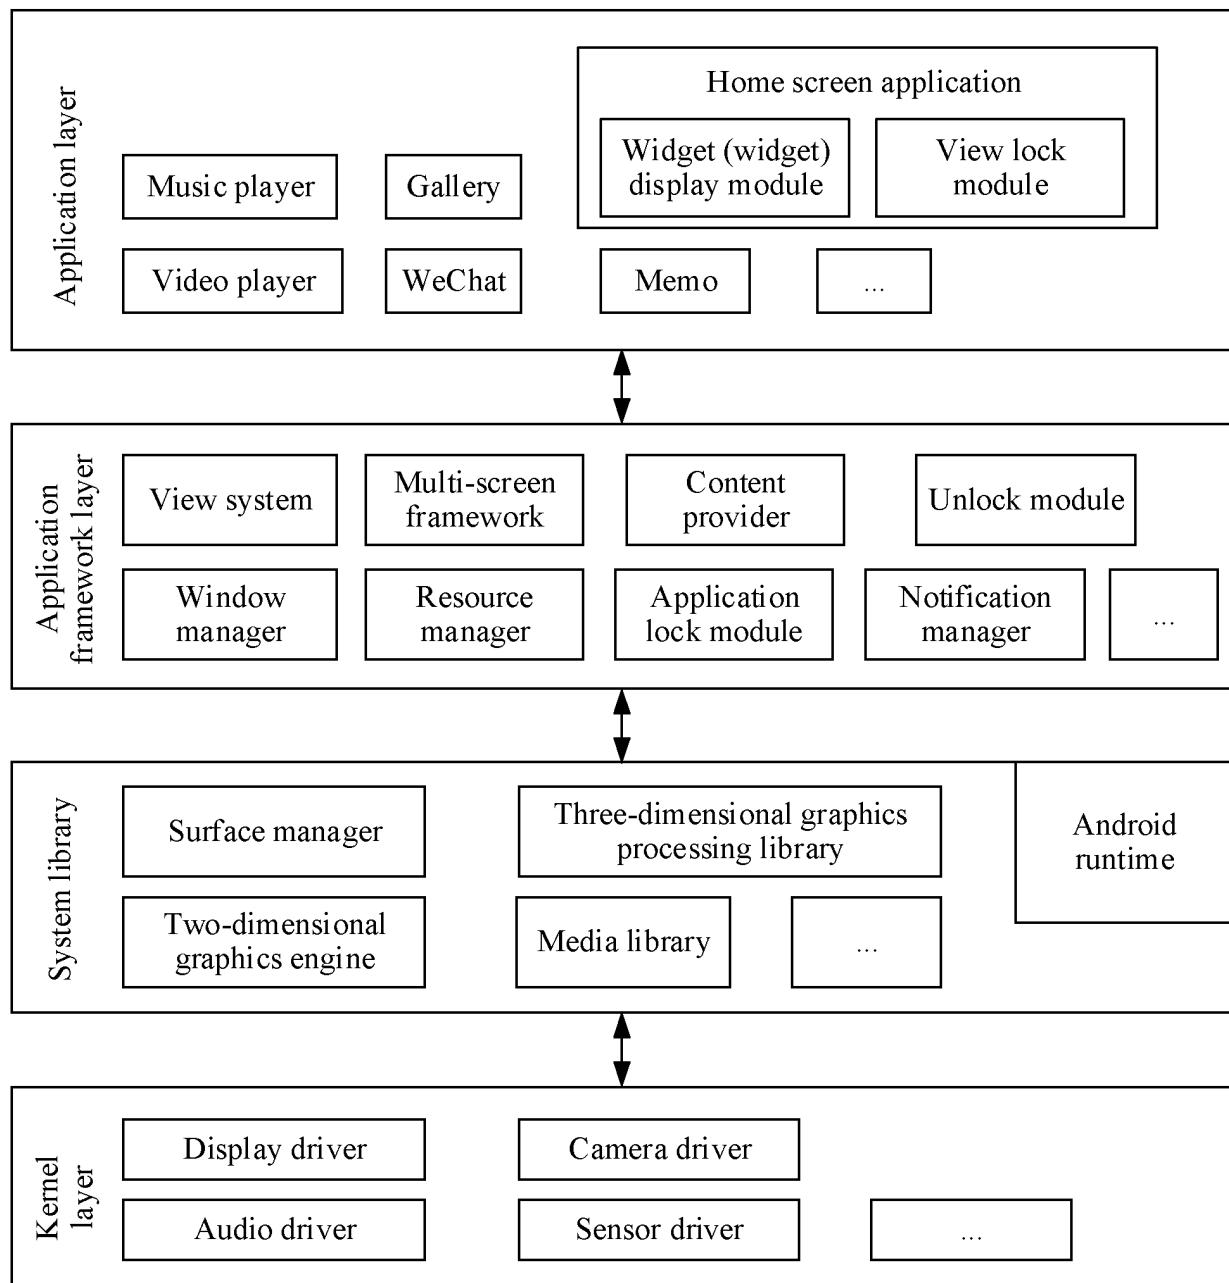 Application layer
Home screen application
Widget (widget)
display module
View lock
module
Music player
Gallery
Video player
WeChat
Memo
...
Application
framework layer
View system
Multi-screen
framework
Content
provider
Unlock module
Window
manager
Resource
manager
Application
lock module
Notification
manager
...
System library
Surface manager
Three-dimensional graphics
processing library
Android
runtime
Two-dimensional
graphics engine
Media library
...
Kernel
layer
Display driver
Camera driver
Audio driver
Sensor driver
...